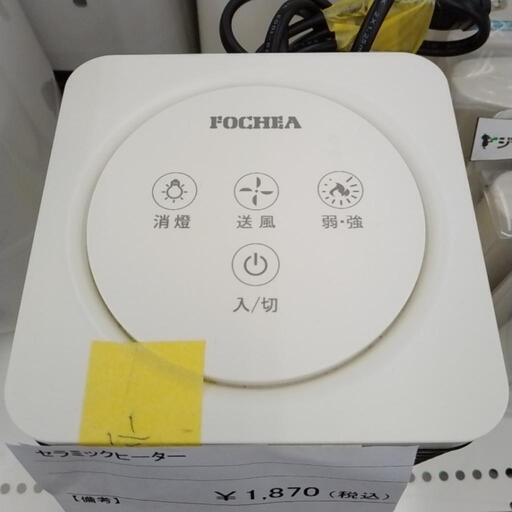 FOCHEA
消燈 送風 弱・強
入/切
セラミックヒーター
【備考】 ¥1,870(税込)